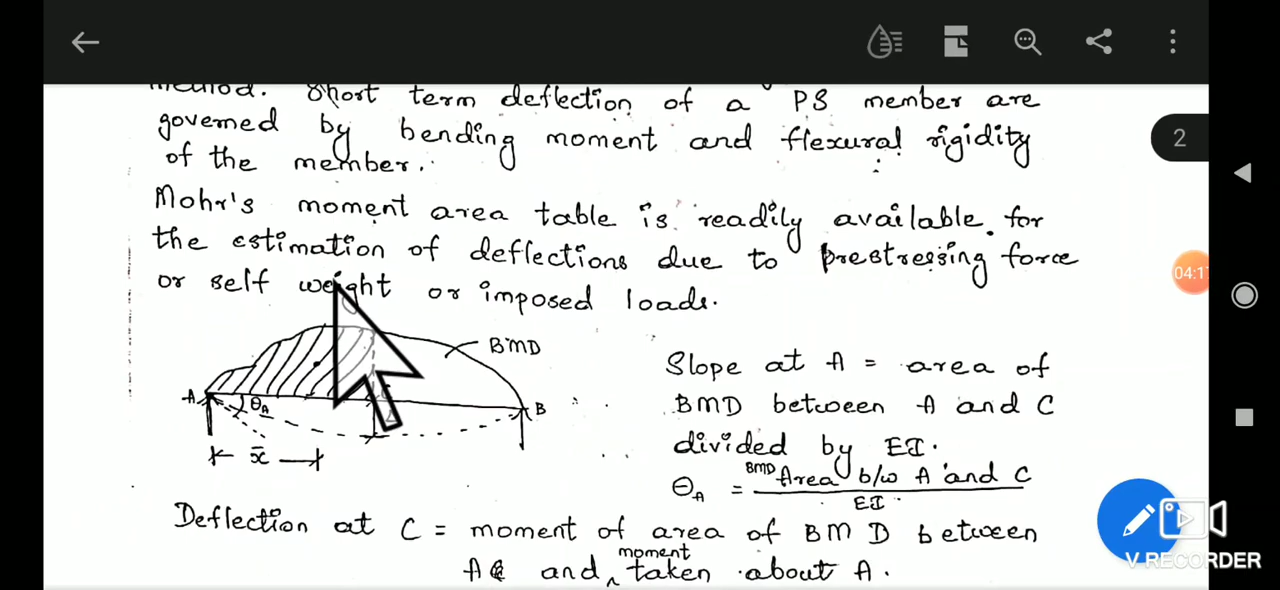 method. Short term deflection of a PS member are
governed by bending moment and flexural rigidity
of the member.
Mohr's moment area table is readily available for
the estimation of deflections due to prestressing force
or self weight or imposed loads.
BMD
A θA B
x̄
Slope at A = area of
BMD between A and C
divided by EI.
θA = BMD Area b/w A and C
EI
Deflection at C = moment of area of BMD between
AC and moment taken about A.
2
04:1
V RECORDER